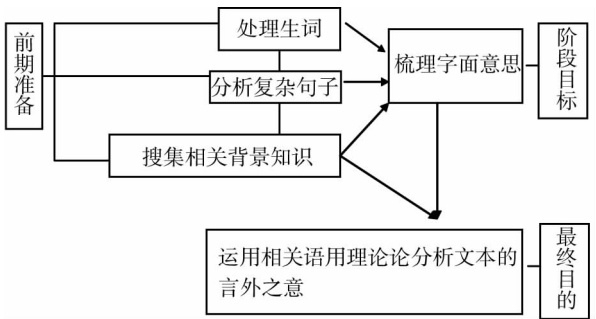 前期准备
处理生词
分析复杂句子
搜集相关背景知识
梳理字面意思
阶段目标
运用相关语用理论论分析文本的
言外之意
最终目的